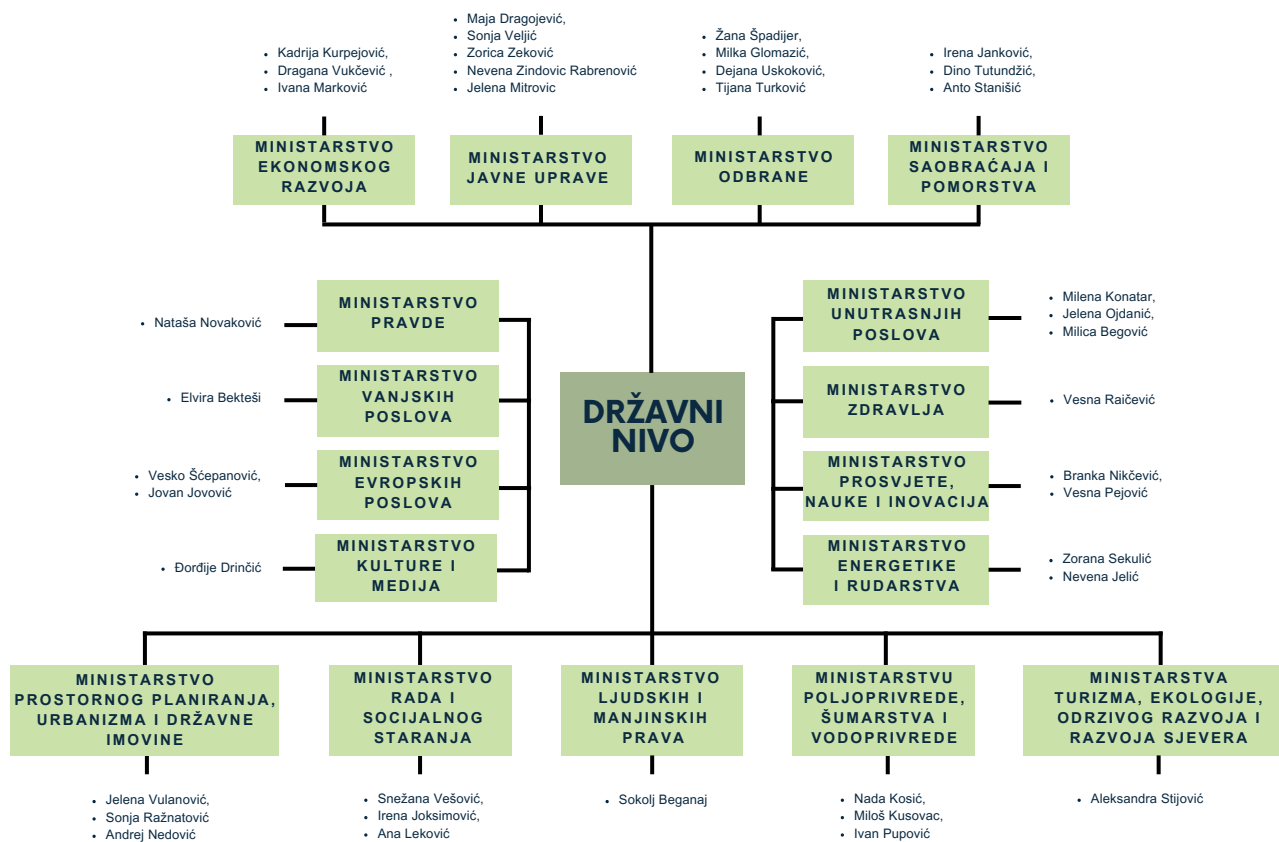 Kadrija Kurpejović,
Dragana Vukčević ,
Ivana Marković
Maja Dragojević,
Sonja Veljić
Zorica Zeković
Nevena Zindovic Rabrenović
Jelena Mitrovic
Žana Špadijer,
Milka Glomazić,
Dejana Uskoković,
Tijana Turković
Irena Janković,
Dino Tutundžić,
Anto Stanišić
MINISTARSTVO
EKONOMSKOG
RAZVOJA
MINISTARSTVO
JAVNE UPRAVE
MINISTARSTVO
ODBRANE
MINISTARSTVO
SAOBRAĆAJA I
POMORSTVA
Nataša Novaković
MINISTARSTVO
PRAVDE
Elvira Bekteši
MINISTARSTVO
VANJSKIH
POSLOVA
Vesko Šćepanović,
Jovan Jovović
MINISTARSTVO
EVROPSKIH
POSLOVA
Đorđije Drinčić
MINISTARSTVO
KULTURE I
MEDIJA
DRŽAVNI
NIVO
MINISTARSTVO
UNUTRASNJIH
POSLOVA
Milena Konatar,
Jelena Ojdanić,
Milica Begović
MINISTARSTVO
ZDRAVLJA
Vesna Raičević
MINISTARSTVO
PROSVJETE,
NAUKE I INOVACIJA
Branka Nikčević,
Vesna Pejović
MINISTARSTVO
ENERGETIKE
I RUDARSTVA
Zorana Sekulić
Nevena Jelić
MINISTARSTVO
PROSTORNOG PLANIRANJA,
URBANIZMA I DRŽAVNE
IMOVINE
MINISTARSTVO
RADA I
SOCIJALNOG
STARANJA
MINISTARSTVO
LJUDSKIH I
MANJINSKIH
PRAVA
MINISTARSTVU
POLJOPRIVREDE,
ŠUMARSTVA I
VODOPRIVREDE
MINISTARSTVA
TURIZMA, EKOLOGIJE,
ODRZIVOG RAZVOJA I
RAZVOJA SJEVERA
Jelena Vulanović,
Sonja Ražnatović
Andrej Nedović
Snežana Vešović,
Irena Joksimović,
Ana Leković
Sokolj Beganaj
Nada Kosić,
Miloš Kusovac,
Ivan Pupović
Aleksandra Stijović